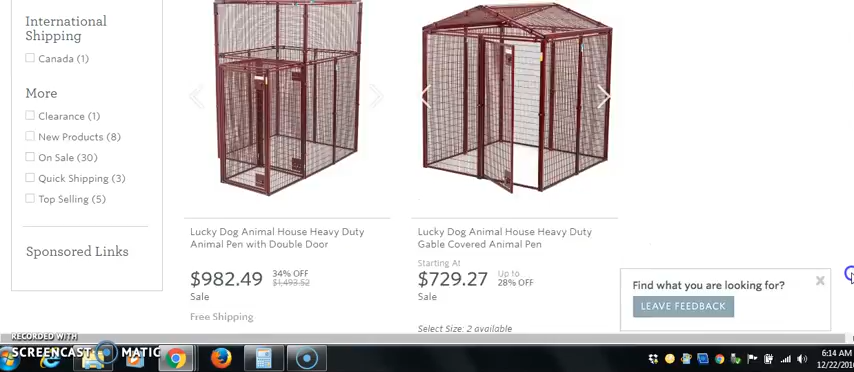 International
Shipping
Canada (1)
More
Clearance (1)
New Products (8)
On Sale (30)
Quick Shipping (3)
Top Selling (5)
Sponsored Links
Lucky Dog Animal House Heavy Duty
Animal Pen with Double Door
$982.49 34% OFF
$1,493.52
Sale
Free Shipping
Lucky Dog Animal House Heavy Duty
Gable Covered Animal Pen
Starting At
$729.27 Up to
28% OFF
Sale
Select Size: 2 available
Find what you are looking for?
LEAVE FEEDBACK
RECORDED WITH
SCREENCAST MATIC
6:14 AM